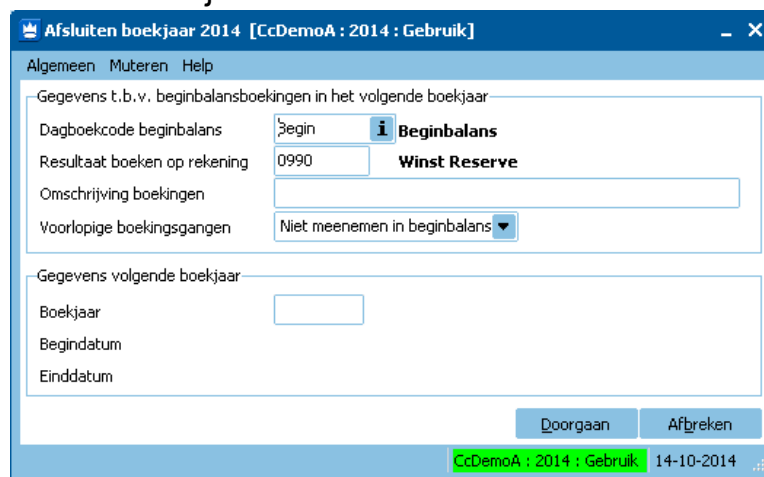 Afsluiten boekjaar 2014 [CcDemoA : 2014 : Gebruik]
Algemeen Muteren Help
Gegevens t.b.v. beginbalansboekingen in het volgende boekjaar
Dagboekcode beginbalans Begin i Beginbalans
Resultaat boeken op rekening 0990 Winst Reserve
Omschrijving boekingen
Voorlopige boekingsgangen Niet meenemen in beginbalans
Gegevens volgende boekjaar
Boekjaar
Begindatum
Einddatum
Doorgaan Afbreken
CcDemoA : 2014 : Gebruik 14-10-2014